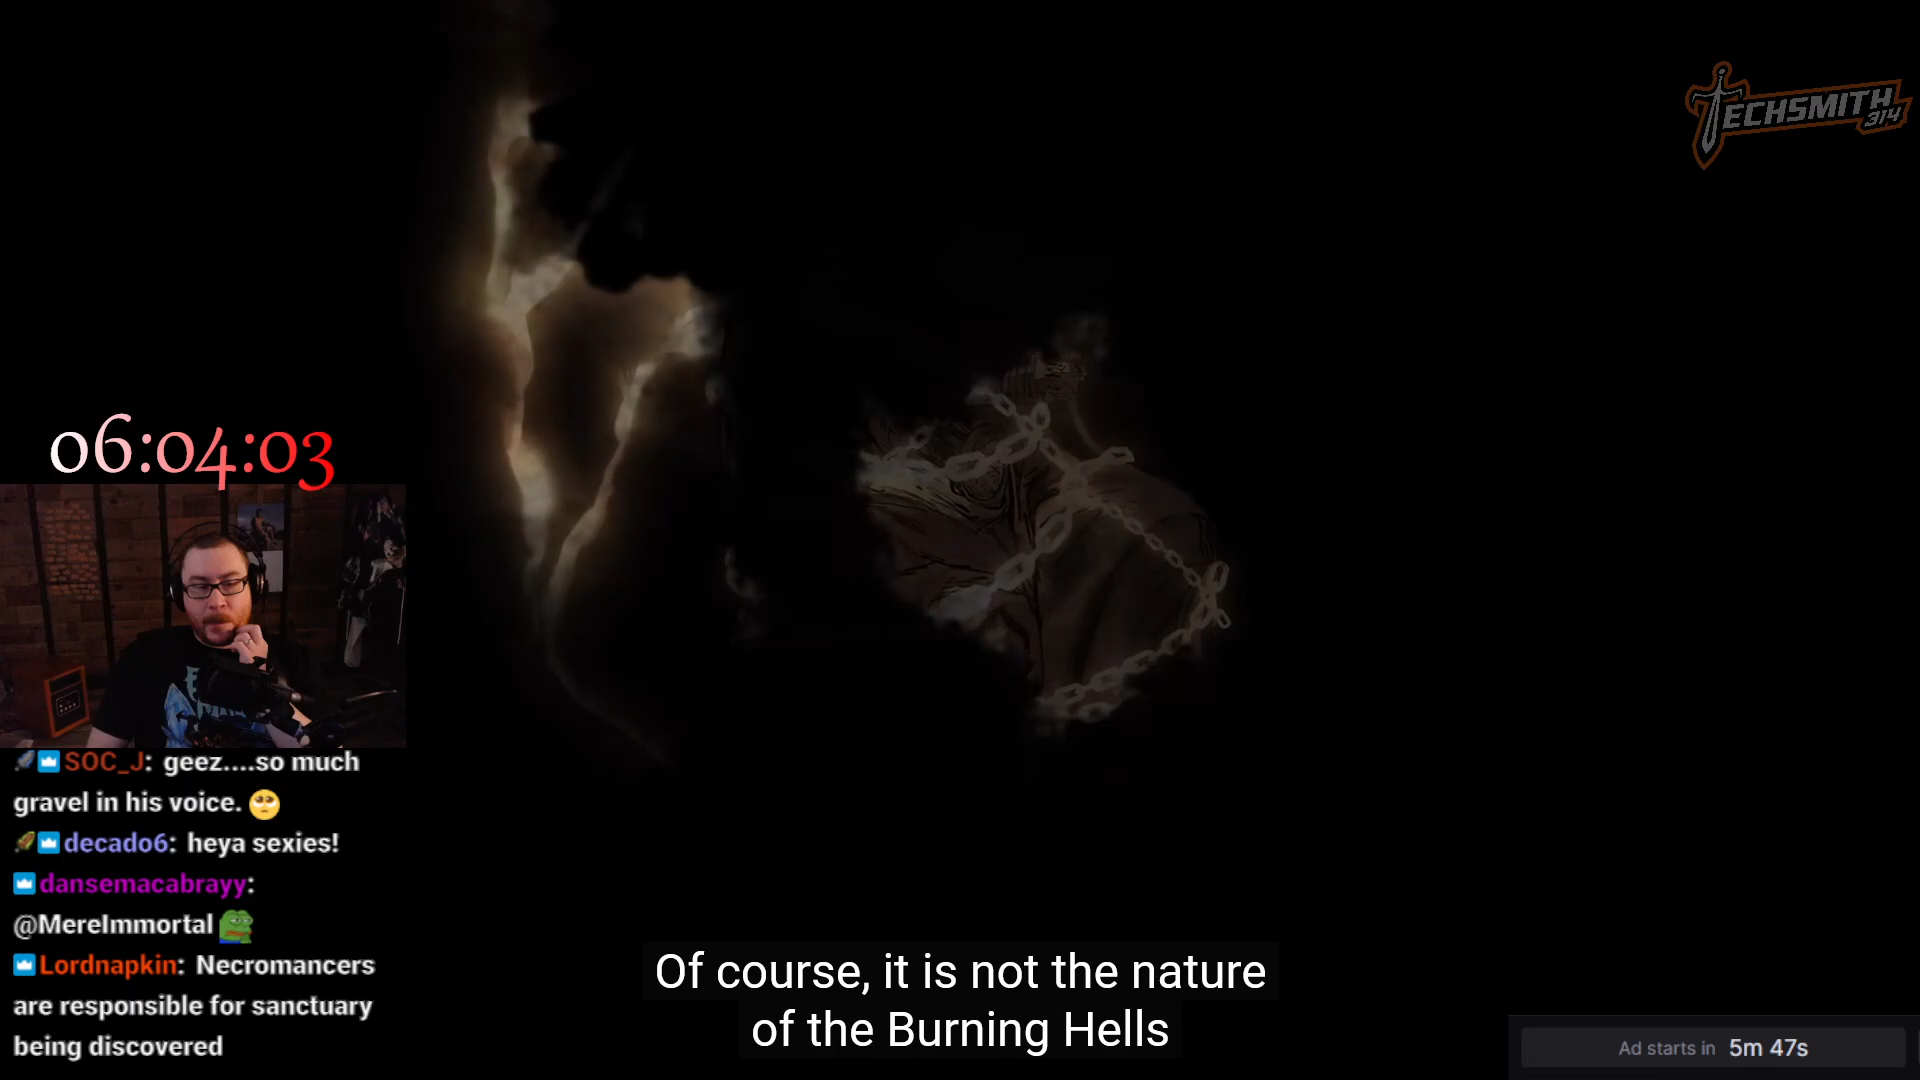 TECHSMITH
314
06:04:03
SOC_J: geez....so much
gravel in his voice. 🥺
decado6: heya sexies!
dansemacabrayy:
@MereImmortal
Lordnapkin: Necromancers
are responsible for sanctuary
being discovered
Of course, it is not the nature
of the Burning Hells
Ad starts in 5m 47s